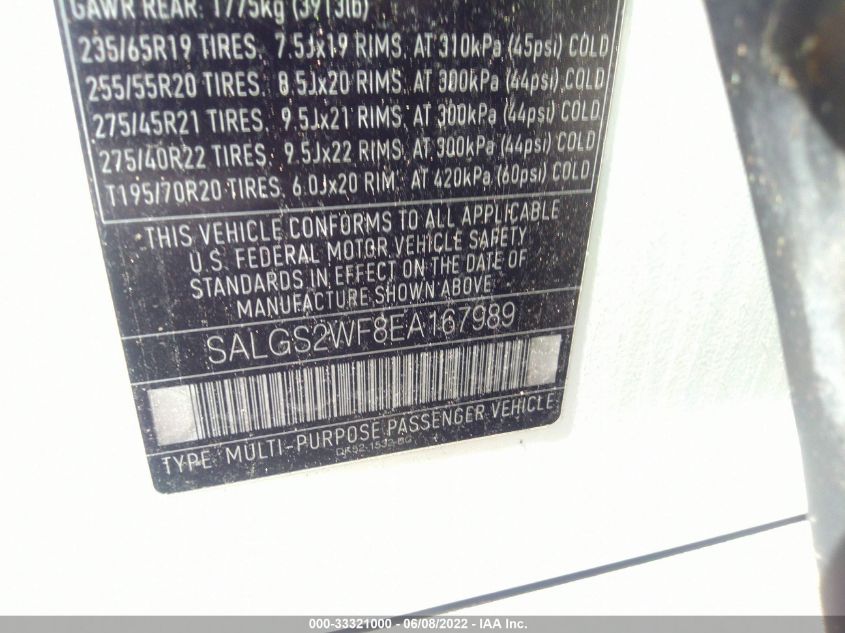 GAWR REAR: 1775kg (3913lb)
235/65R19 TIRES. 7.5Jx19 RIMS. AT 310kPa (45psi) COLD
255/55R20 TIRES. 8.5Jx20 RIMS. AT 300kPa (44psi) COLD
275/45R21 TIRES. 9.5Jx21 RIMS. AT 300kPa (44psi) COLD
275/40R22 TIRES. 9.5Jx22 RIMS. AT 300kPa (44psi) COLD
T195/70R20 TIRES. 6.0Jx20 RIM. AT 420kPa (60psi) COLD
THIS VEHICLE CONFORMS TO ALL APPLICABLE
U.S. FEDERAL MOTOR VEHICLE SAFETY
STANDARDS IN EFFECT ON THE DATE OF
MANUFACTURE SHOWN ABOVE
SALGS2WF8EA167989
TYPE: MULTI-PURPOSE PASSENGER VEHICLE
000-33321000 - 06/08/2022 - IAA Inc.